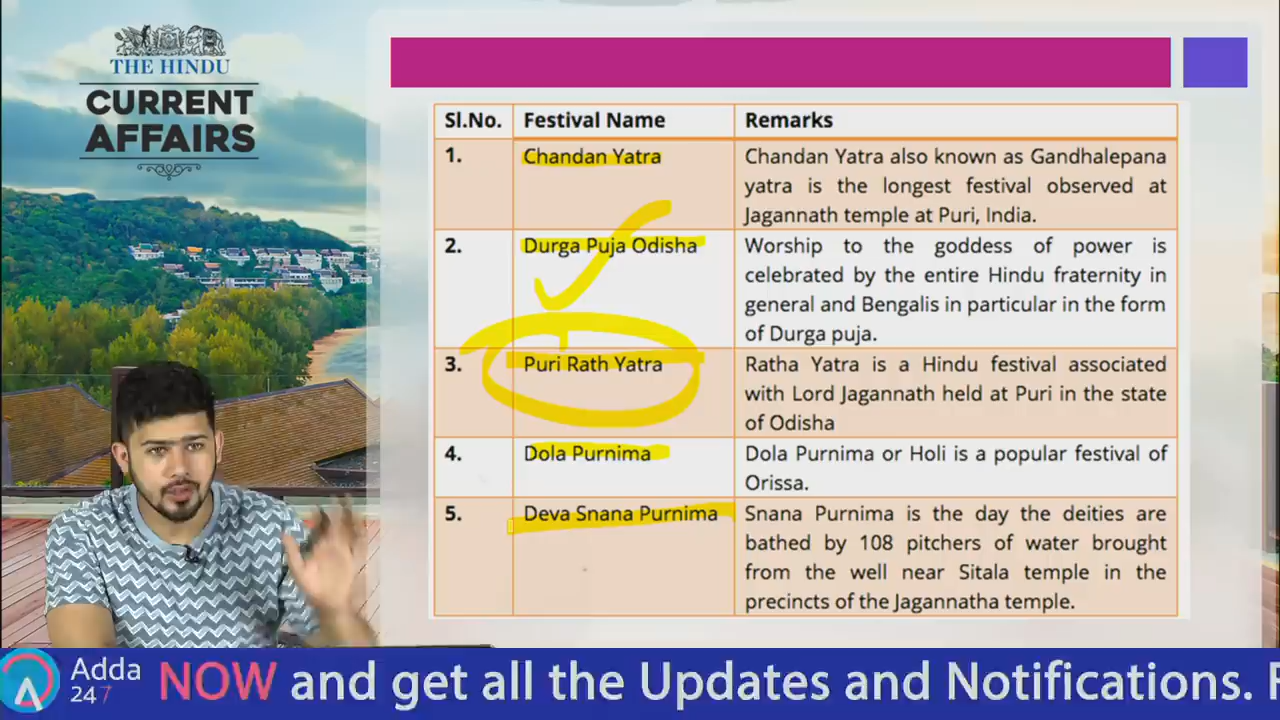 THE HINDU
CURRENT
AFFAIRS
Sl.No. Festival Name Remarks
1. Chandan Yatra Chandan Yatra also known as Gandhalepana
yatra is the longest festival observed at
Jagannath temple at Puri, India.
2. Durga Puja Odisha Worship to the goddess of power is
celebrated by the entire Hindu fraternity in
general and Bengalis in particular in the form
of Durga puja.
3. Puri Rath Yatra Ratha Yatra is a Hindu festival associated
with Lord Jagannath held at Puri in the state
of Odisha
4. Dola Purnima Dola Purnima or Holi is a popular festival of
Orissa.
5. Deva Snana Purnima Snana Purnima is the day the deities are
bathed by 108 pitchers of water brought
from the well near Sitala temple in the
precincts of the Jagannatha temple.
Adda
247
NOW and get all the Updates and Notifications.